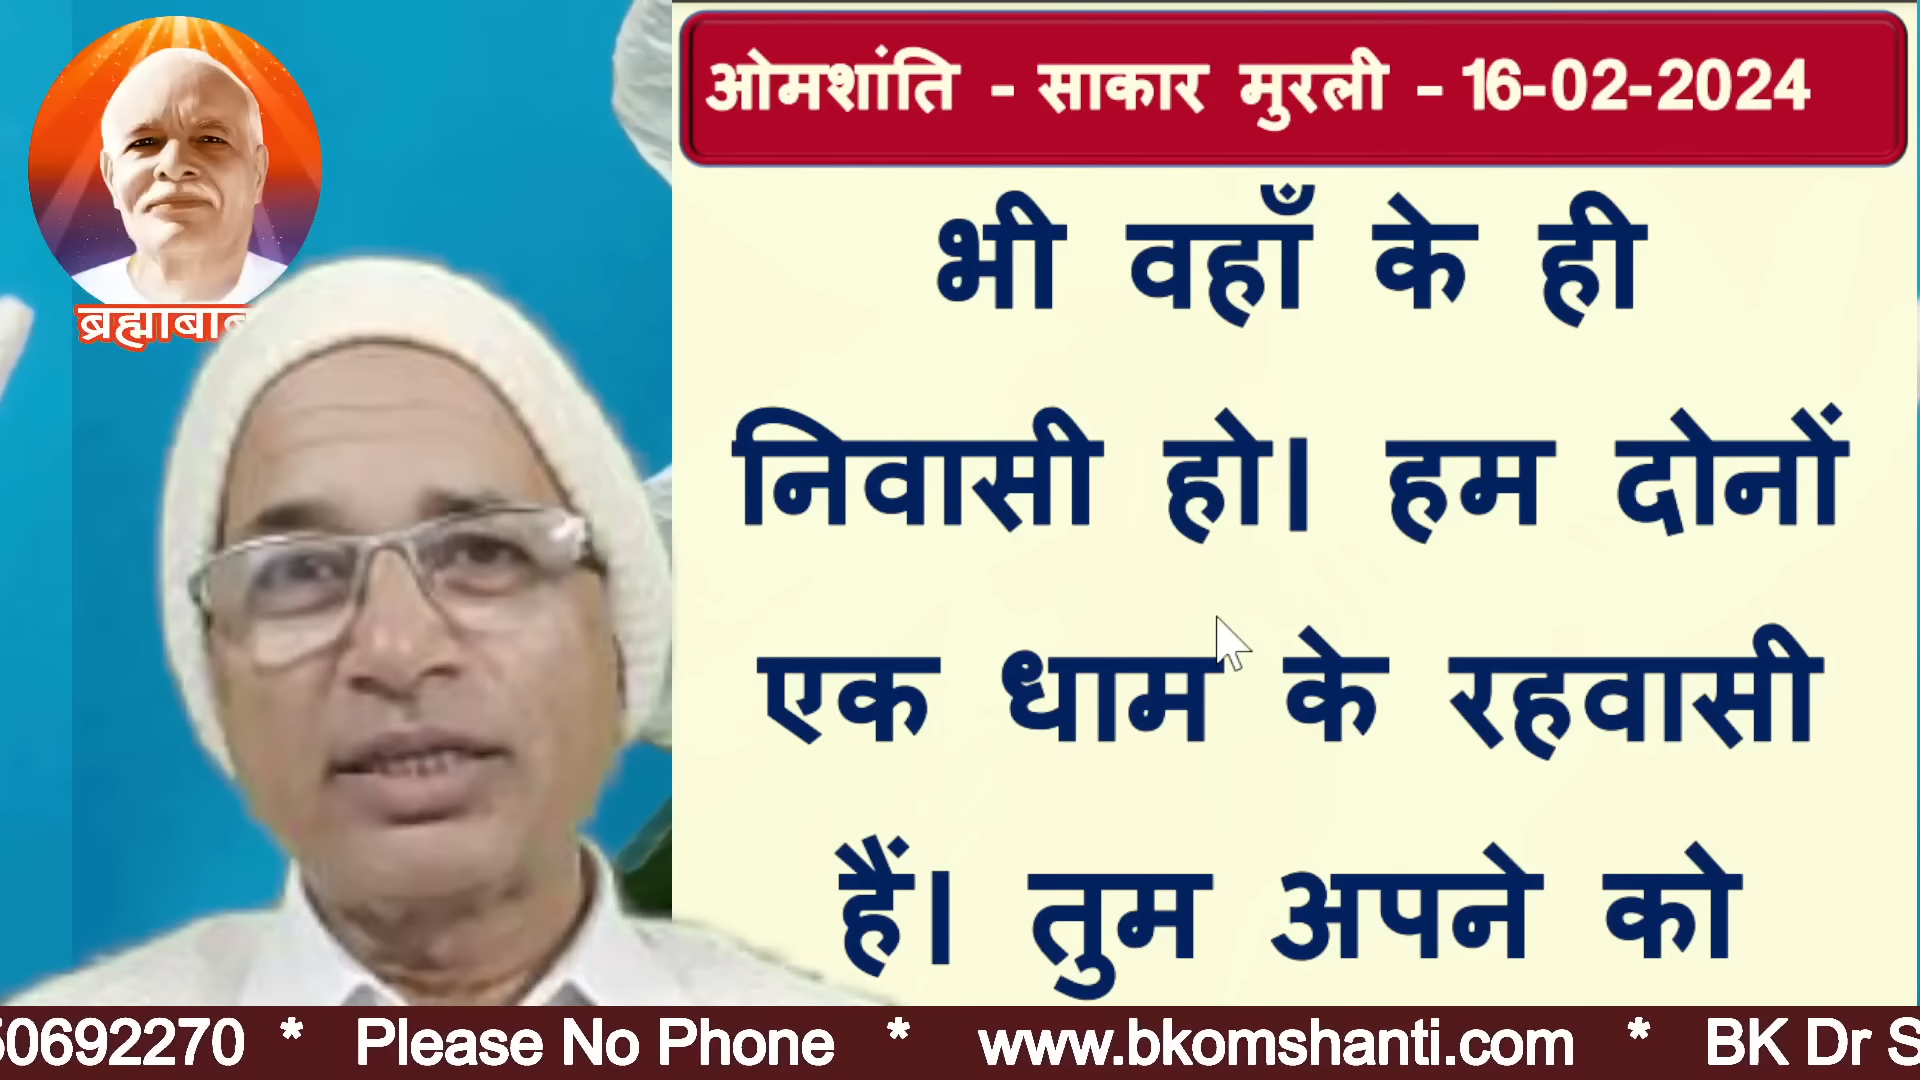 ओमशांति - साकार मुरली - 16-02-2024
भी वहाँ के ही
निवासी हो। हम दोनों
एक धाम के रहवासी
हैं। तुम अपने को
50692270 * Please No Phone * www.bkomshanti.com * BK Dr S